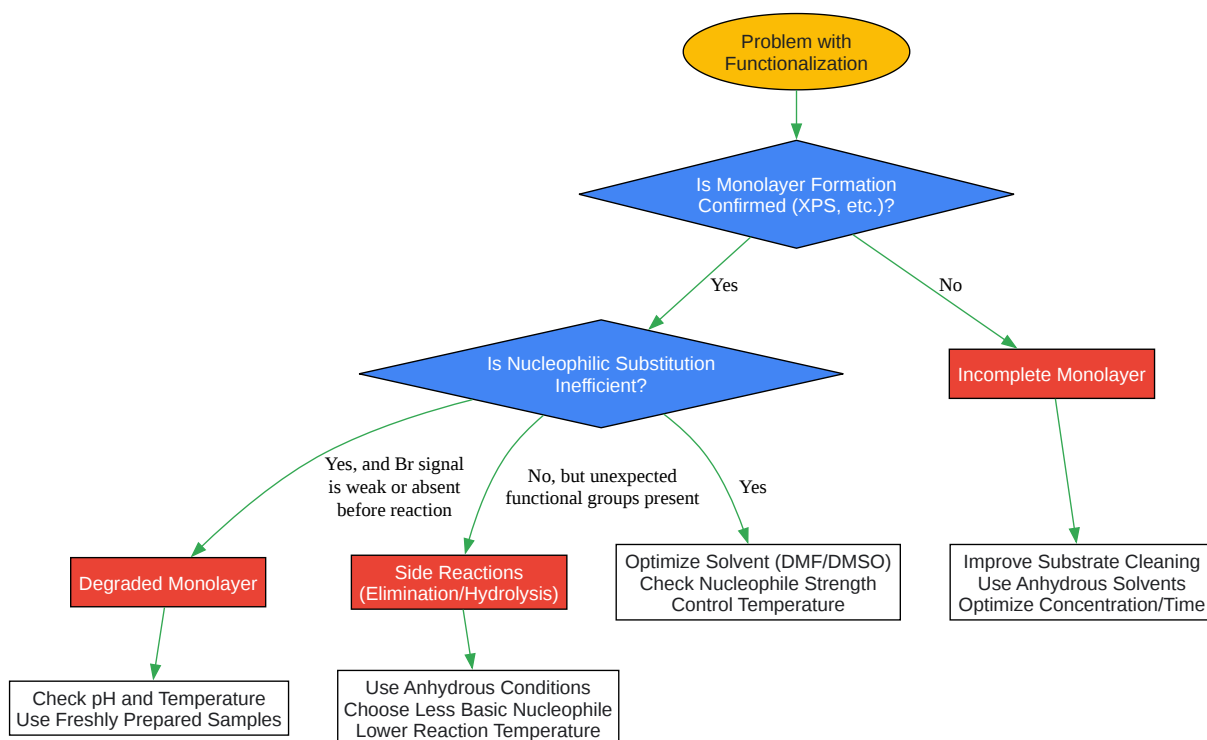 Problem with
Functionalization
Is Monolayer Formation
Confirmed (XPS, etc.)?
Yes
No
Is Nucleophilic Substitution
Inefficient?
Incomplete Monolayer
Yes, and Br signal
is weak or absent
before reaction
No, but unexpected
functional groups present
Yes
Degraded Monolayer
Side Reactions
(Elimination/Hydrolysis)
Optimize Solvent (DMF/DMSO)
Check Nucleophile Strength
Control Temperature
Improve Substrate Cleaning
Use Anhydrous Solvents
Optimize Concentration/Time
Check pH and Temperature
Use Freshly Prepared Samples
Use Anhydrous Conditions
Choose Less Basic Nucleophile
Lower Reaction Temperature